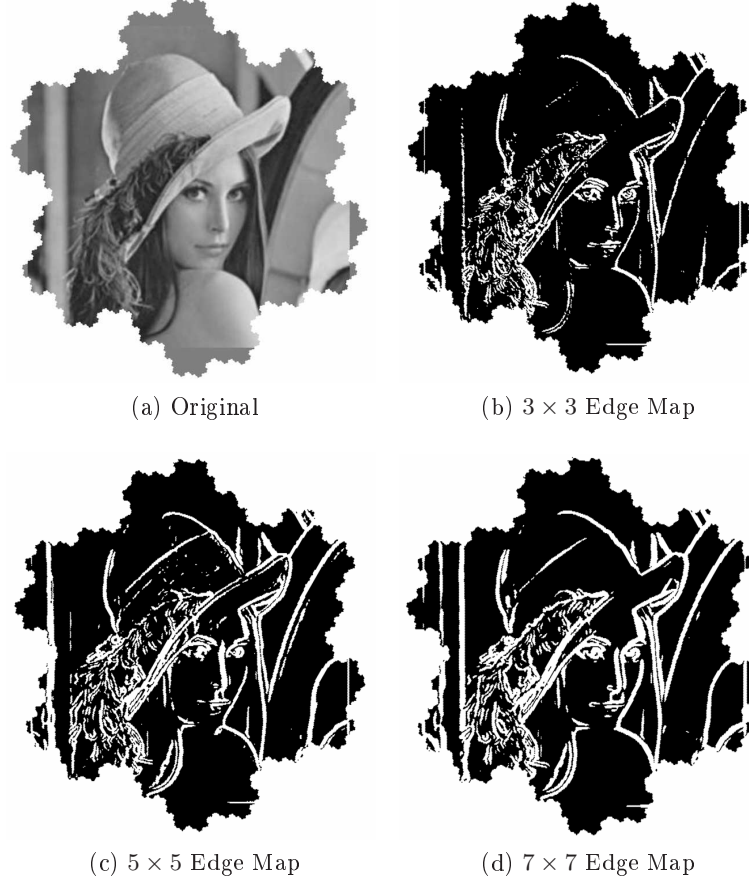 (a) Original
(b) 3 × 3 Edge Map
(c) 5 × 5 Edge Map
(d) 7 × 7 Edge Map